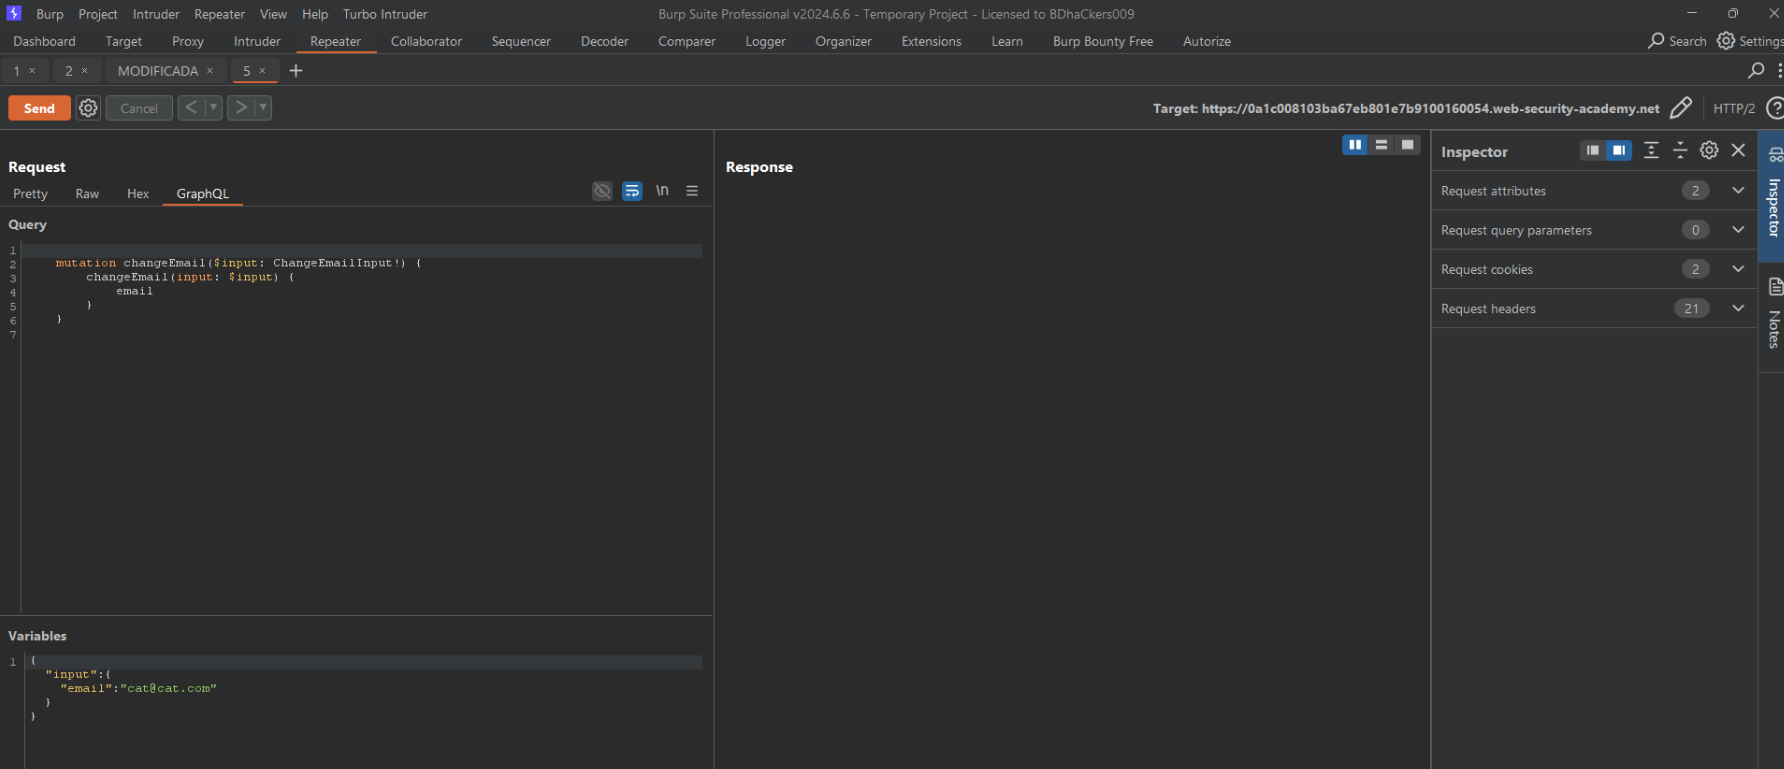 Burp Project Intruder Repeater View Help Turbo Intruder Burp Suite Professional v2024.6.6 - Temporary Project - Licensed to BDhaCkers009
Dashboard Target Proxy Intruder Repeater Collaborator Sequencer Decoder Comparer Logger Organizer Extensions Learn Burp Bounty Free Autorize Search Settings
1 × 2 × MODIFICADA × 5 × +
Send Cancel < > Target: https://0a1c008103ba67eb801e7b9100160054.web-security-academy.net HTTP/2 ?
Request
Pretty Raw Hex GraphQL \n
Query
1
2 mutation changeEmail($input: ChangeEmailInput!) {
3 changeEmail(input: $input) {
4 email
5 }
6 }
7
Variables
1 {
"input":{
"email":"cat@cat.com"
}
}
Response
Inspector
Request attributes 2
Request query parameters 0
Request cookies 2
Request headers 21
Inspector
Notes